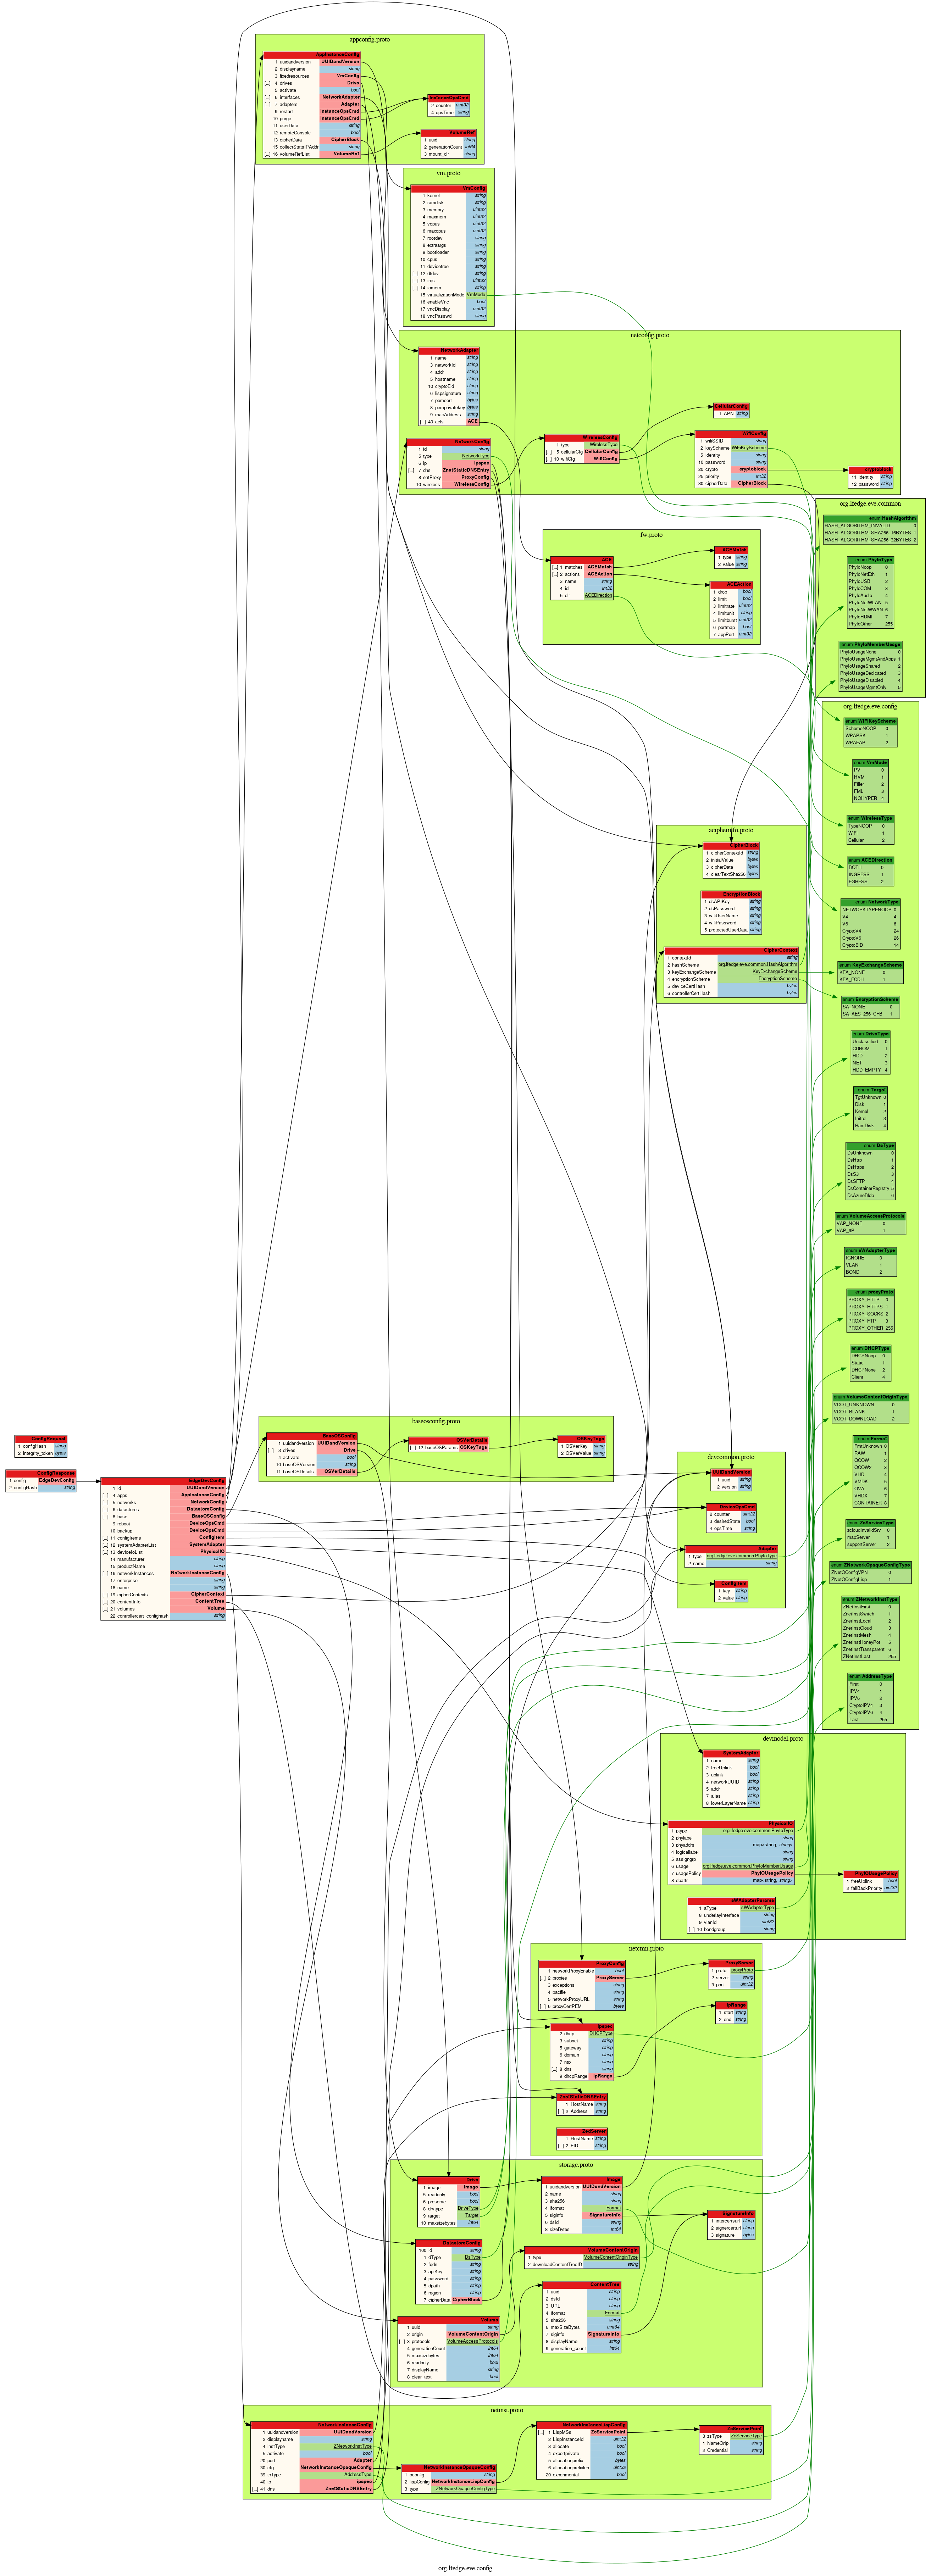 appconfig.proto
AppInstanceConfig
1 uuidandversion UUIDandVersion
2 displayname string
3 fixedresources VmConfig
[...] 4 drives Drive
5 activate bool
[...] 6 interfaces NetworkAdapter
[...] 7 adapters Adapter
9 restart InstanceOpsCmd
10 purge InstanceOpsCmd
11 userData string
12 remoteConsole bool
13 cipherData CipherBlock
15 collectStatsIPAddr string
[...] 16 volumeRefList VolumeRef
InstanceOpsCmd
2 counter uint32
4 opsTime string
VolumeRef
1 uuid string
2 generationCount int64
3 mount_dir string
vm.proto
VmConfig
1 kernel string
2 ramdisk string
3 memory uint32
4 maxmem uint32
5 vcpus uint32
6 maxcpus uint32
7 rootdev string
8 extraargs string
9 bootloader string
10 cpus string
11 devicetree string
[...] 12 dtdev string
[...] 13 irqs uint32
[...] 14 iomem string
15 virtualizationMode VmMode
16 enableVnc bool
17 vncDisplay uint32
18 vncPasswd string
netconfig.proto
NetworkAdapter
1 name string
3 networkId string
4 addr string
5 hostname string
10 cryptoEid string
6 lispsignature string
7 pemcert bytes
8 pemprivatekey bytes
9 macAddress string
[...] 40 acls ACE
NetworkConfig
1 id string
5 type NetworkType
6 ip ipspec
[...] 7 dns ZnetStaticDNSEntry
8 entProxy ProxyConfig
10 wireless WirelessConfig
WirelessConfig
1 type WirelessType
[...] 5 cellularCfg CellularConfig
[...] 10 wifiCfg WifiConfig
CellularConfig
1 APN string
WifiConfig
1 wifiSSID string
2 keyScheme WiFiKeyScheme
5 identity string
10 password string
20 crypto cryptoblock
25 priority int32
30 cipherData CipherBlock
cryptoblock
11 identity string
12 password string
fw.proto
ACE
[...] 1 matches ACEMatch
[...] 2 actions ACEAction
3 name string
4 id int32
5 dir ACEDirection
ACEMatch
1 type string
2 value string
ACEAction
1 drop bool
2 limit bool
3 limitrate uint32
4 limitunit string
5 limitburst uint32
6 portmap bool
7 appPort uint32
org.lfedge.eve.common
enum HashAlgorithm
HASH_ALGORITHM_INVALID 0
HASH_ALGORITHM_SHA256_16BYTES 1
HASH_ALGORITHM_SHA256_32BYTES 2
enum PhyIoType
PhyIoNoop 0
PhyIoNetEth 1
PhyIoUSB 2
PhyIoCOM 3
PhyIoAudio 4
PhyIoNetWLAN 5
PhyIoNetWWAN 6
PhyIoHDMI 7
PhyIoOther 255
enum PhyIoMemberUsage
PhyIoUsageNone 0
PhyIoUsageMgmtAndApps 1
PhyIoUsageShared 2
PhyIoUsageDedicated 3
PhyIoUsageDisabled 4
PhyIoUsageMgmtOnly 5
org.lfedge.eve.config
enum WiFiKeyScheme
SchemeNOOP 0
WPAPSK 1
WPAEAP 2
enum VmMode
PV 0
HVM 1
Filler 2
FML 3
NOHYPER 4
enum WirelessType
TypeNOOP 0
WiFi 1
Cellular 2
enum ACEDirection
BOTH 0
INGRESS 1
EGRESS 2
enum NetworkType
NETWORKTYPENOOP 0
V4 4
V6 6
CryptoV4 24
CryptoV6 26
CryptoEID 14
enum KeyExchangeScheme
KEA_NONE 0
KEA_ECDH 1
enum EncryptionScheme
SA_NONE 0
SA_AES_256_CFB 1
enum DriveType
Unclassified 0
CDROM 1
HDD 2
NET 3
HDD_EMPTY 4
enum Target
TgtUnknown 0
Disk 1
Kernel 2
Initrd 3
RamDisk 4
enum DsType
DsUnknown 0
DsHttp 1
DsHttps 2
DsS3 3
DsSFTP 4
DsContainerRegistry 5
DsAzureBlob 6
enum VolumeAccessProtocols
VAP_NONE 0
VAP_9P 1
enum sWAdapterType
IGNORE 0
VLAN 1
BOND 2
enum proxyProto
PROXY_HTTP 0
PROXY_HTTPS 1
PROXY_SOCKS 2
PROXY_FTP 3
PROXY_OTHER 255
enum DHCPType
DHCPNoop 0
Static 1
DHCPNone 2
Client 4
enum VolumeContentOriginType
VCOT_UNKNOWN 0
VCOT_BLANK 1
VCOT_DOWNLOAD 2
enum Format
FmtUnknown 0
RAW 1
QCOW 2
QCOW2 3
VHD 4
VMDK 5
OVA 6
VHDX 7
CONTAINER 8
enum ZcServiceType
zcloudInvalidSrv 0
mapServer 1
supportServer 2
enum ZNetworkOpaqueConfigType
ZNetOConfigVPN 0
ZNetOConfigLisp 1
enum ZNetworkInstType
ZNetInstFirst 0
ZnetInstSwitch 1
ZnetInstLocal 2
ZnetInstCloud 3
ZnetInstMesh 4
ZnetInstHoneyPot 5
ZnetInstTransparent 6
ZNetInstLast 255
enum AddressType
First 0
IPV4 1
IPV6 2
CryptoIPV4 3
CryptoIPV6 4
Last 255
acipherinfo.proto
CipherBlock
1 cipherContextId string
2 initialValue bytes
3 cipherData bytes
4 clearTextSha256 bytes
EncryptionBlock
1 dsAPIKey string
2 dsPassword string
3 wifiUserName string
4 wifiPassword string
5 protectedUserData string
CipherContext
1 contextId string
2 hashScheme org.lfedge.eve.common.HashAlgorithm
3 keyExchangeScheme KeyExchangeScheme
4 encryptionScheme EncryptionScheme
5 deviceCertHash bytes
6 controllerCertHash bytes
ConfigRequest
1 configHash string
2 integrity_token bytes
ConfigResponse
1 config EdgeDevConfig
2 configHash string
EdgeDevConfig
1 id UUIDandVersion
[...] 4 apps AppInstanceConfig
[...] 5 networks NetworkConfig
[...] 6 datastores DatastoreConfig
[...] 8 base BaseOSConfig
9 reboot DeviceOpsCmd
10 backup DeviceOpsCmd
[...] 11 configItems ConfigItem
[...] 12 systemAdapterList SystemAdapter
[...] 13 deviceIoList PhysicalIO
14 manufacturer string
15 productName string
[...] 16 networkInstances NetworkInstanceConfig
17 enterprise string
18 name string
[...] 19 cipherContexts CipherContext
[...] 20 contentInfo ContentTree
[...] 21 volumes Volume
22 controllercert_confighash string
baseosconfig.proto
BaseOSConfig
1 uuidandversion UUIDandVersion
[...] 3 drives Drive
4 activate bool
10 baseOSVersion string
11 baseOSDetails OSVerDetails
OSVerDetails
[...] 12 baseOSParams OSKeyTags
OSKeyTags
1 OSVerKey string
2 OSVerValue string
devcommon.proto
UUIDandVersion
1 uuid string
2 version string
DeviceOpsCmd
2 counter uint32
3 desiredState bool
4 opsTime string
Adapter
1 type org.lfedge.eve.common.PhyIoType
2 name string
ConfigItem
1 key string
2 value string
devmodel.proto
SystemAdapter
1 name string
2 freeUplink bool
3 uplink bool
4 networkUUID string
5 addr string
7 alias string
8 lowerLayerName string
PhysicalIO
1 ptype org.lfedge.eve.common.PhyIoType
2 phylabel string
3 phyaddrs map<string, string>
4 logicallabel string
5 assigngrp string
6 usage org.lfedge.eve.common.PhyIoMemberUsage
7 usagePolicy PhyIOUsagePolicy
8 cbattr map<string, string>
PhyIOUsagePolicy
1 freeUplink bool
2 fallBackPriority uint32
sWAdapterParams
1 aType sWAdapterType
8 underlayInterface string
9 vlanId uint32
[...] 10 bondgroup string
netcmn.proto
ProxyConfig
1 networkProxyEnable bool
[...] 2 proxies ProxyServer
3 exceptions string
4 pacfile string
5 networkProxyURL string
[...] 6 proxyCertPEM bytes
ProxyServer
1 proto proxyProto
2 server string
3 port uint32
ipspec
2 dhcp DHCPType
3 subnet string
5 gateway string
6 domain string
7 ntp string
[...] 8 dns string
9 dhcpRange ipRange
ipRange
1 start string
2 end string
ZnetStaticDNSEntry
1 HostName string
[...] 2 Address string
ZedServer
1 HostName string
[...] 2 EID string
storage.proto
Drive
1 image Image
5 readonly bool
6 preserve bool
8 drvtype DriveType
9 target Target
10 maxsizebytes int64
Image
1 uuidandversion UUIDandVersion
2 name string
3 sha256 string
4 iformat Format
5 siginfo SignatureInfo
6 dsId string
8 sizeBytes int64
SignatureInfo
1 intercertsurl string
2 signercerturl string
3 signature bytes
DatastoreConfig
100 id string
1 dType DsType
2 fqdn string
3 apiKey string
4 password string
5 dpath string
6 region string
7 cipherData CipherBlock
VolumeContentOrigin
1 type VolumeContentOriginType
2 downloadContentTreeID string
ContentTree
1 uuid string
2 dsId string
3 URL string
4 iformat Format
5 sha256 string
6 maxSizeBytes uint64
7 siginfo SignatureInfo
8 displayName string
9 generation_count int64
Volume
1 uuid string
2 origin VolumeContentOrigin
[...] 3 protocols VolumeAccessProtocols
4 generationCount int64
5 maxsizebytes int64
6 readonly bool
7 displayName string
8 clear_text bool
netinst.proto
NetworkInstanceConfig
1 uuidandversion UUIDandVersion
2 displayname string
4 instType ZNetworkInstType
5 activate bool
20 port Adapter
30 cfg NetworkInstanceOpaqueConfig
39 ipType AddressType
40 ip ipspec
[...] 41 dns ZnetStaticDNSEntry
NetworkInstanceOpaqueConfig
1 oconfig string
2 lispConfig NetworkInstanceLispConfig
3 type ZNetworkOpaqueConfigType
NetworkInstanceLispConfig
[...] 1 LispMSs ZcServicePoint
2 LispInstanceId uint32
3 allocate bool
4 exportprivate bool
5 allocationprefix bytes
6 allocationprefixlen uint32
20 experimental bool
ZcServicePoint
3 zsType ZcServiceType
1 NameOrIp string
2 Credential string
org.lfedge.eve.config